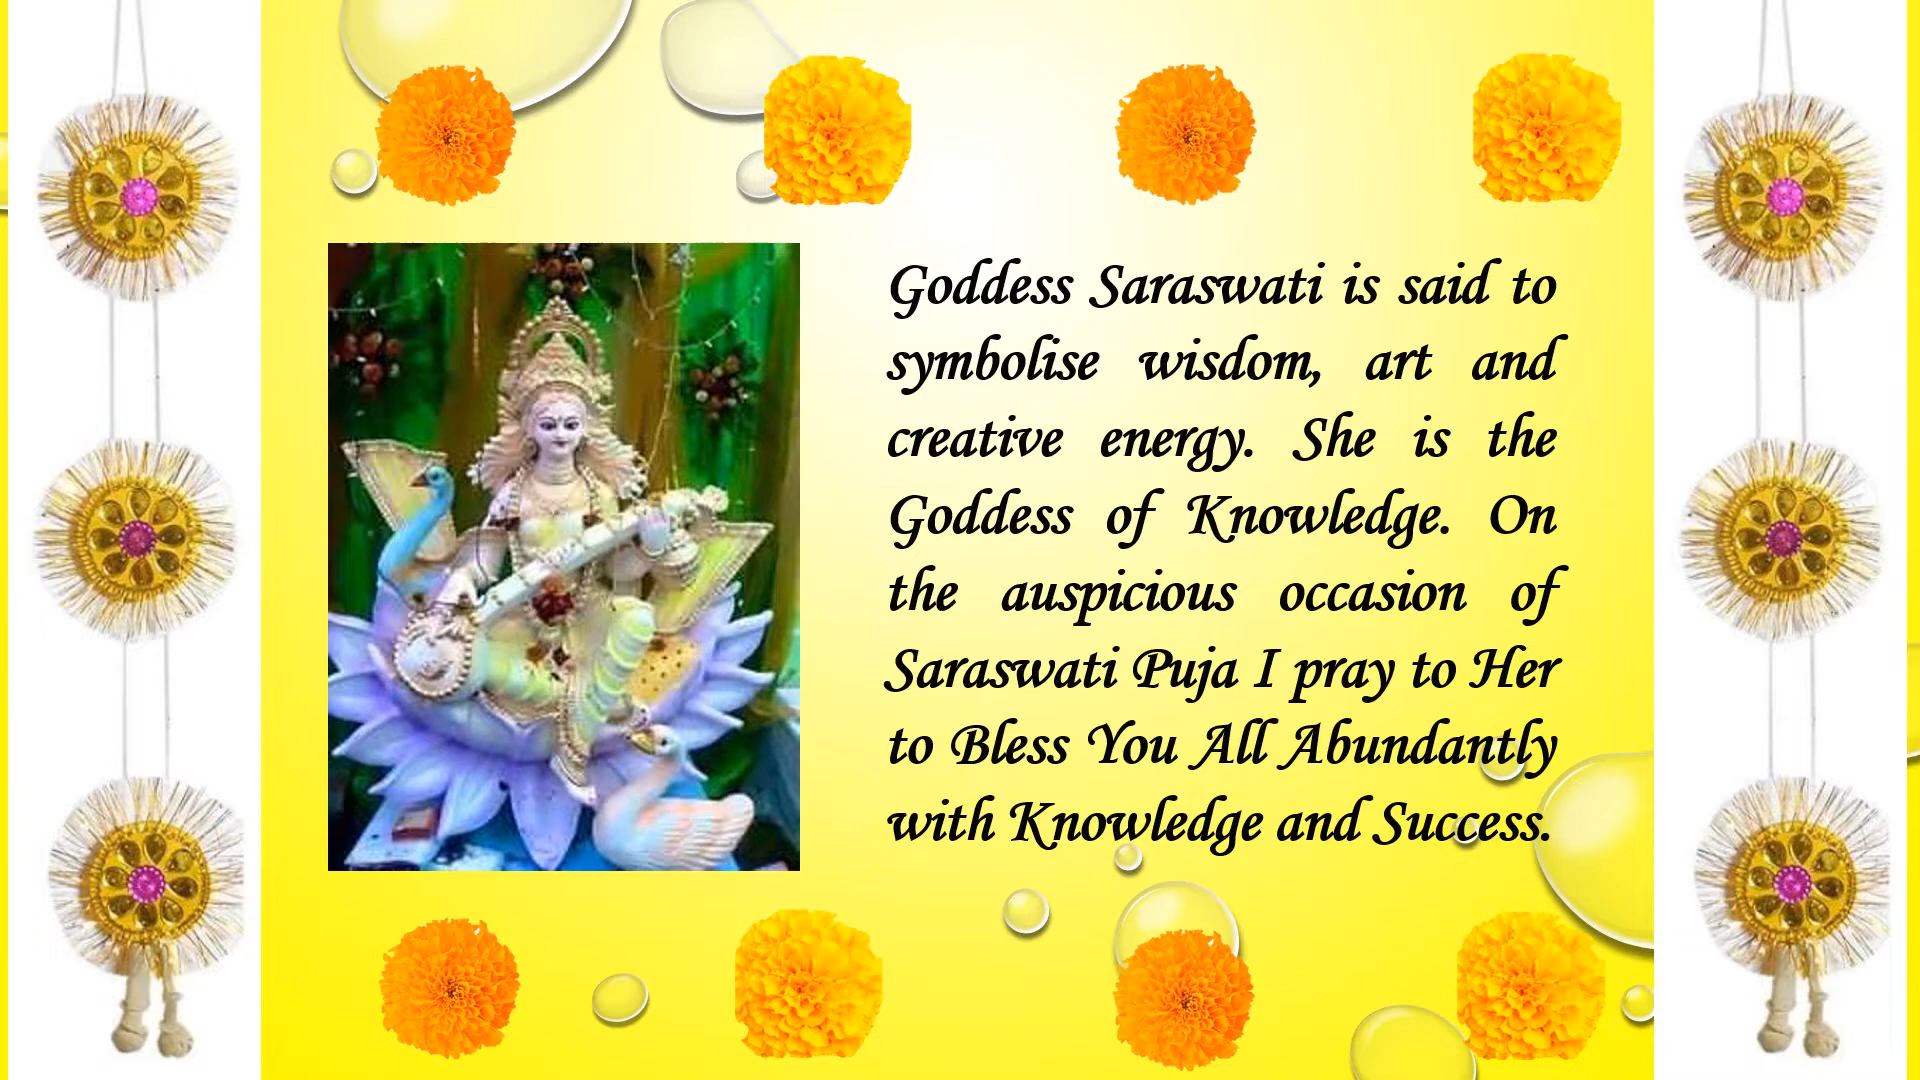 Goddess Saraswati is said to
symbolise wisdom, art and
creative energy. She is the
Goddess of Knowledge. On
the auspicious occasion of
Saraswati Puja I pray to Her
to Bless You All Abundantly
with Knowledge and Success.